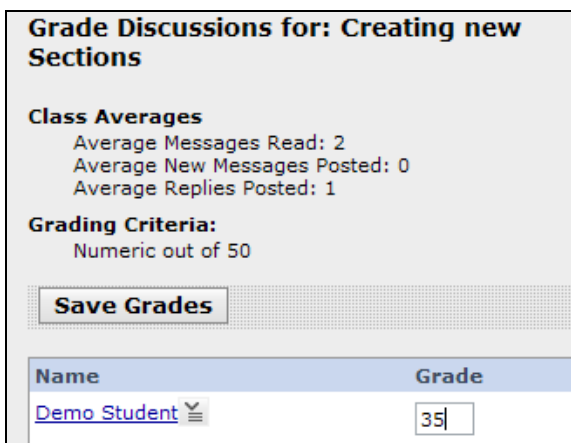 Grade Discussions for: Creating new
Sections
Class Averages
Average Messages Read: 2
Average New Messages Posted: 0
Average Replies Posted: 1
Grading Criteria:
Numeric out of 50
Save Grades
Name Grade
Demo Student 35